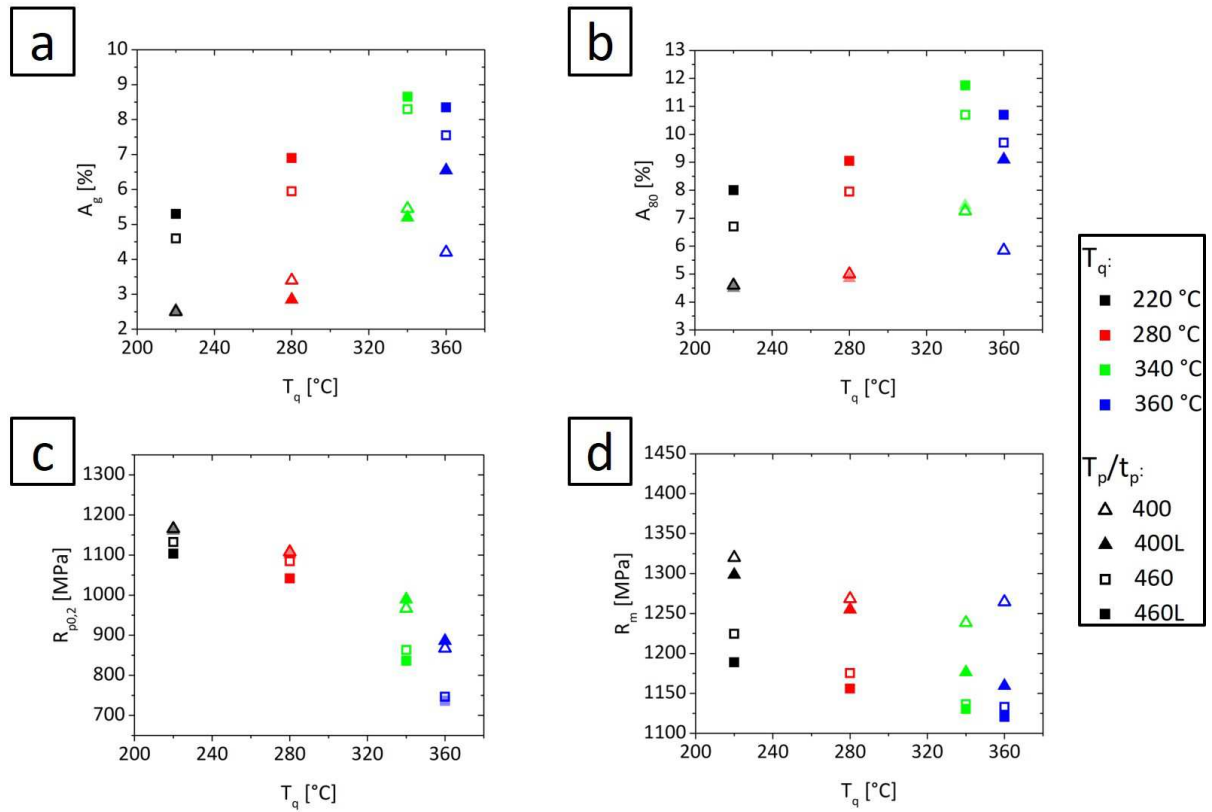 a
10
9
8
7
6
5
4
3
2
A_g [%]
200 240 280 320 360
T_q [°C]
b
13
12
11
10
9
8
7
6
5
4
3
A_80 [%]
200 240 280 320 360
T_q [°C]
c
1300
1200
1100
1000
900
800
700
R_p0,2 [MPa]
200 240 280 320 360
T_q [°C]
d
1450
1400
1350
1300
1250
1200
1150
1100
R_m [MPa]
200 240 280 320 360
T_q [°C]
T_q:
220 °C
280 °C
340 °C
360 °C
T_p/t_p:
400
400L
460
460L